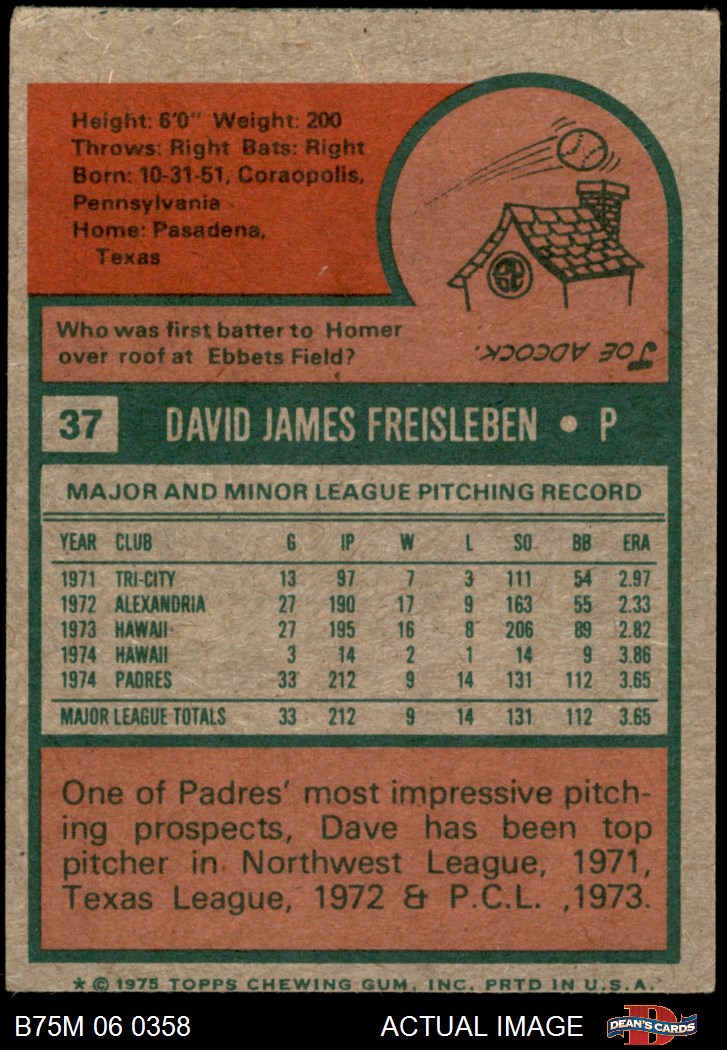 Height: 6'0" Weight: 200
Throws: Right Bats: Right
Born: 10-31-51, Coraopolis,
Pennsylvania
Home: Pasadena,
Texas
Who was first batter to Homer
over roof at Ebbets Field?
JOE ADCOCK.
37 DAVID JAMES FREISLEBEN • P
MAJOR AND MINOR LEAGUE PITCHING RECORD
YEAR CLUB G IP W L SO BB ERA
1971 TRI-CITY 13 97 7 3 111 54 2.97
1972 ALEXANDRIA 27 190 17 9 163 55 2.33
1973 HAWAII 27 195 16 8 206 89 2.82
1974 HAWAII 3 14 2 1 14 9 3.86
1974 PADRES 33 212 9 14 131 112 3.65
MAJOR LEAGUE TOTALS 33 212 9 14 131 112 3.65
One of Padres' most impressive pitch-
ing prospects, Dave has been top
pitcher in Northwest League, 1971,
Texas League, 1972 & P.C.L. ,1973.
* © 1975 TOPPS CHEWING GUM, INC. PRTD IN U.S.A.
B75M 06 0358 ACTUAL IMAGE DEAN'S CARDS